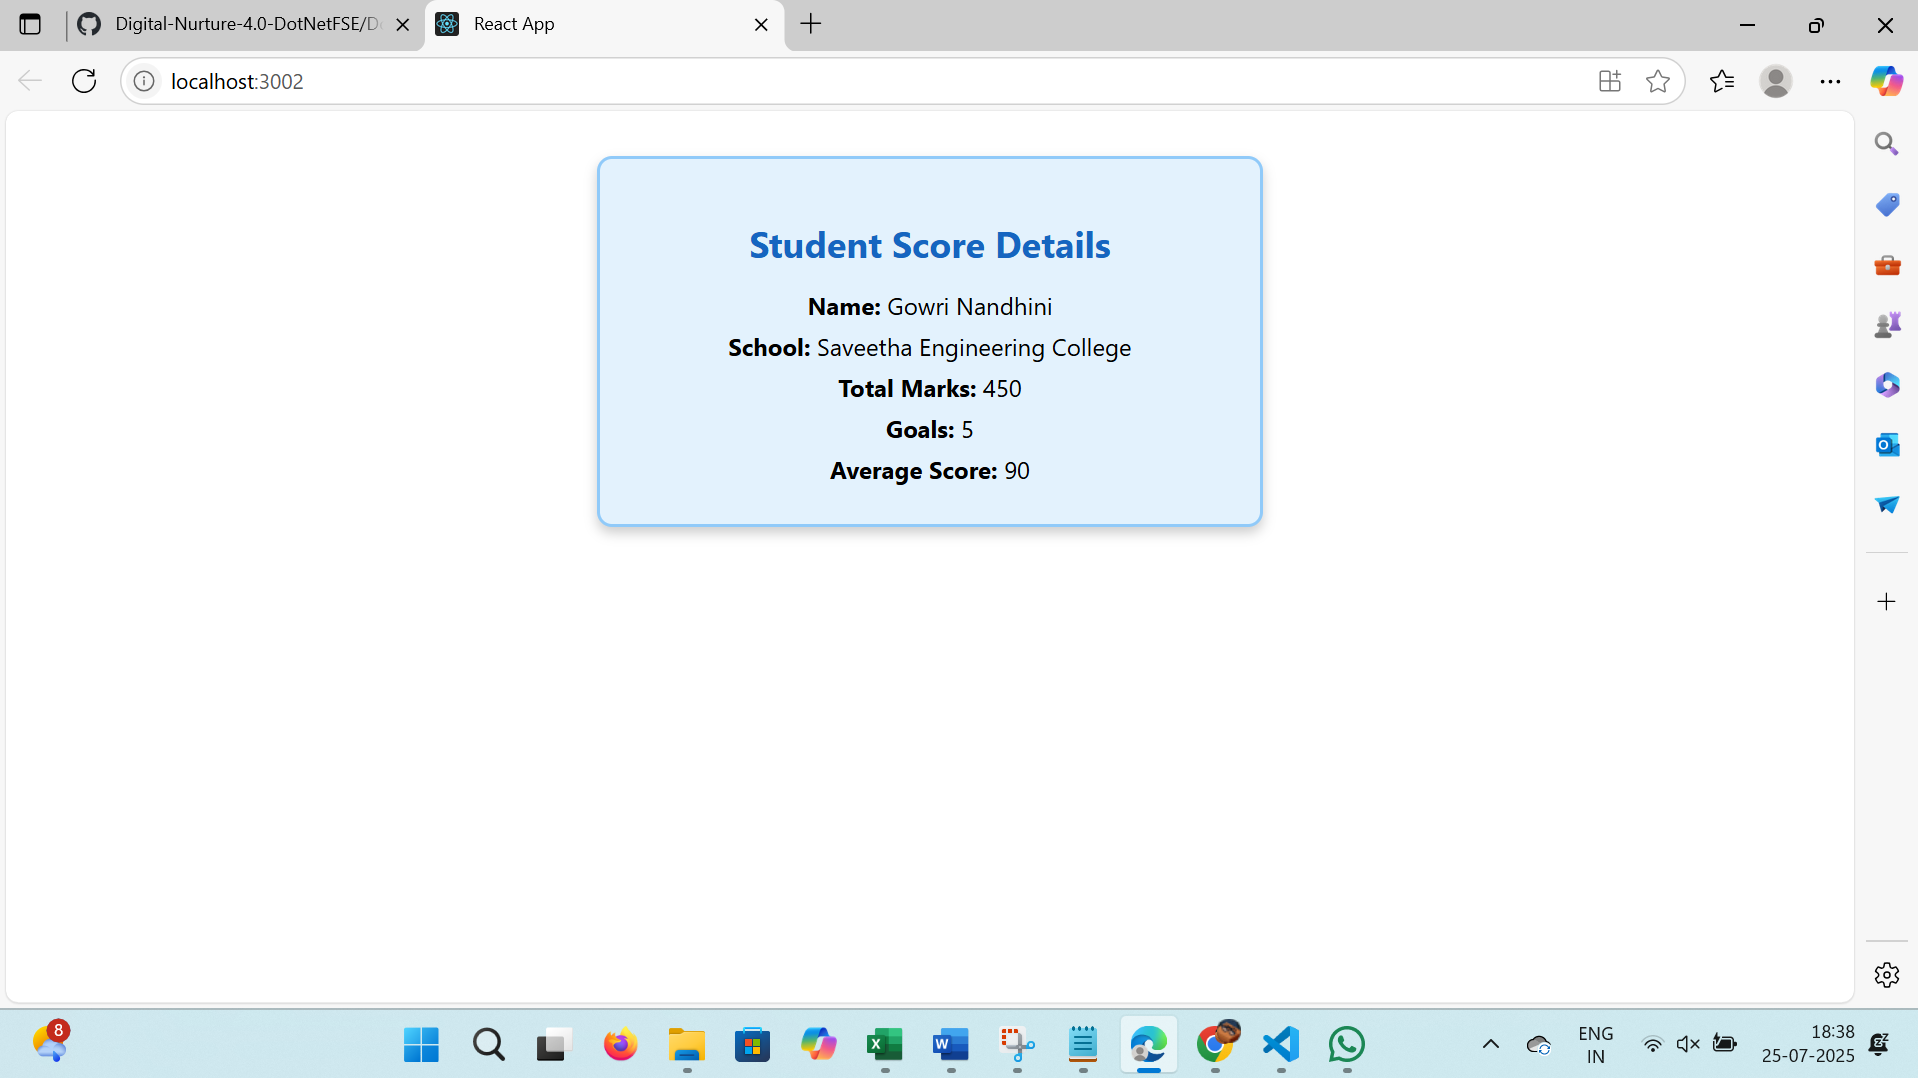 Digital-Nurture-4.0-DotNetFSE/D
React App
localhost:3002
Student Score Details
Name: Gowri Nandhini
School: Saveetha Engineering College
Total Marks: 450
Goals: 5
Average Score: 90
8
ENG
IN
18:38
25-07-2025